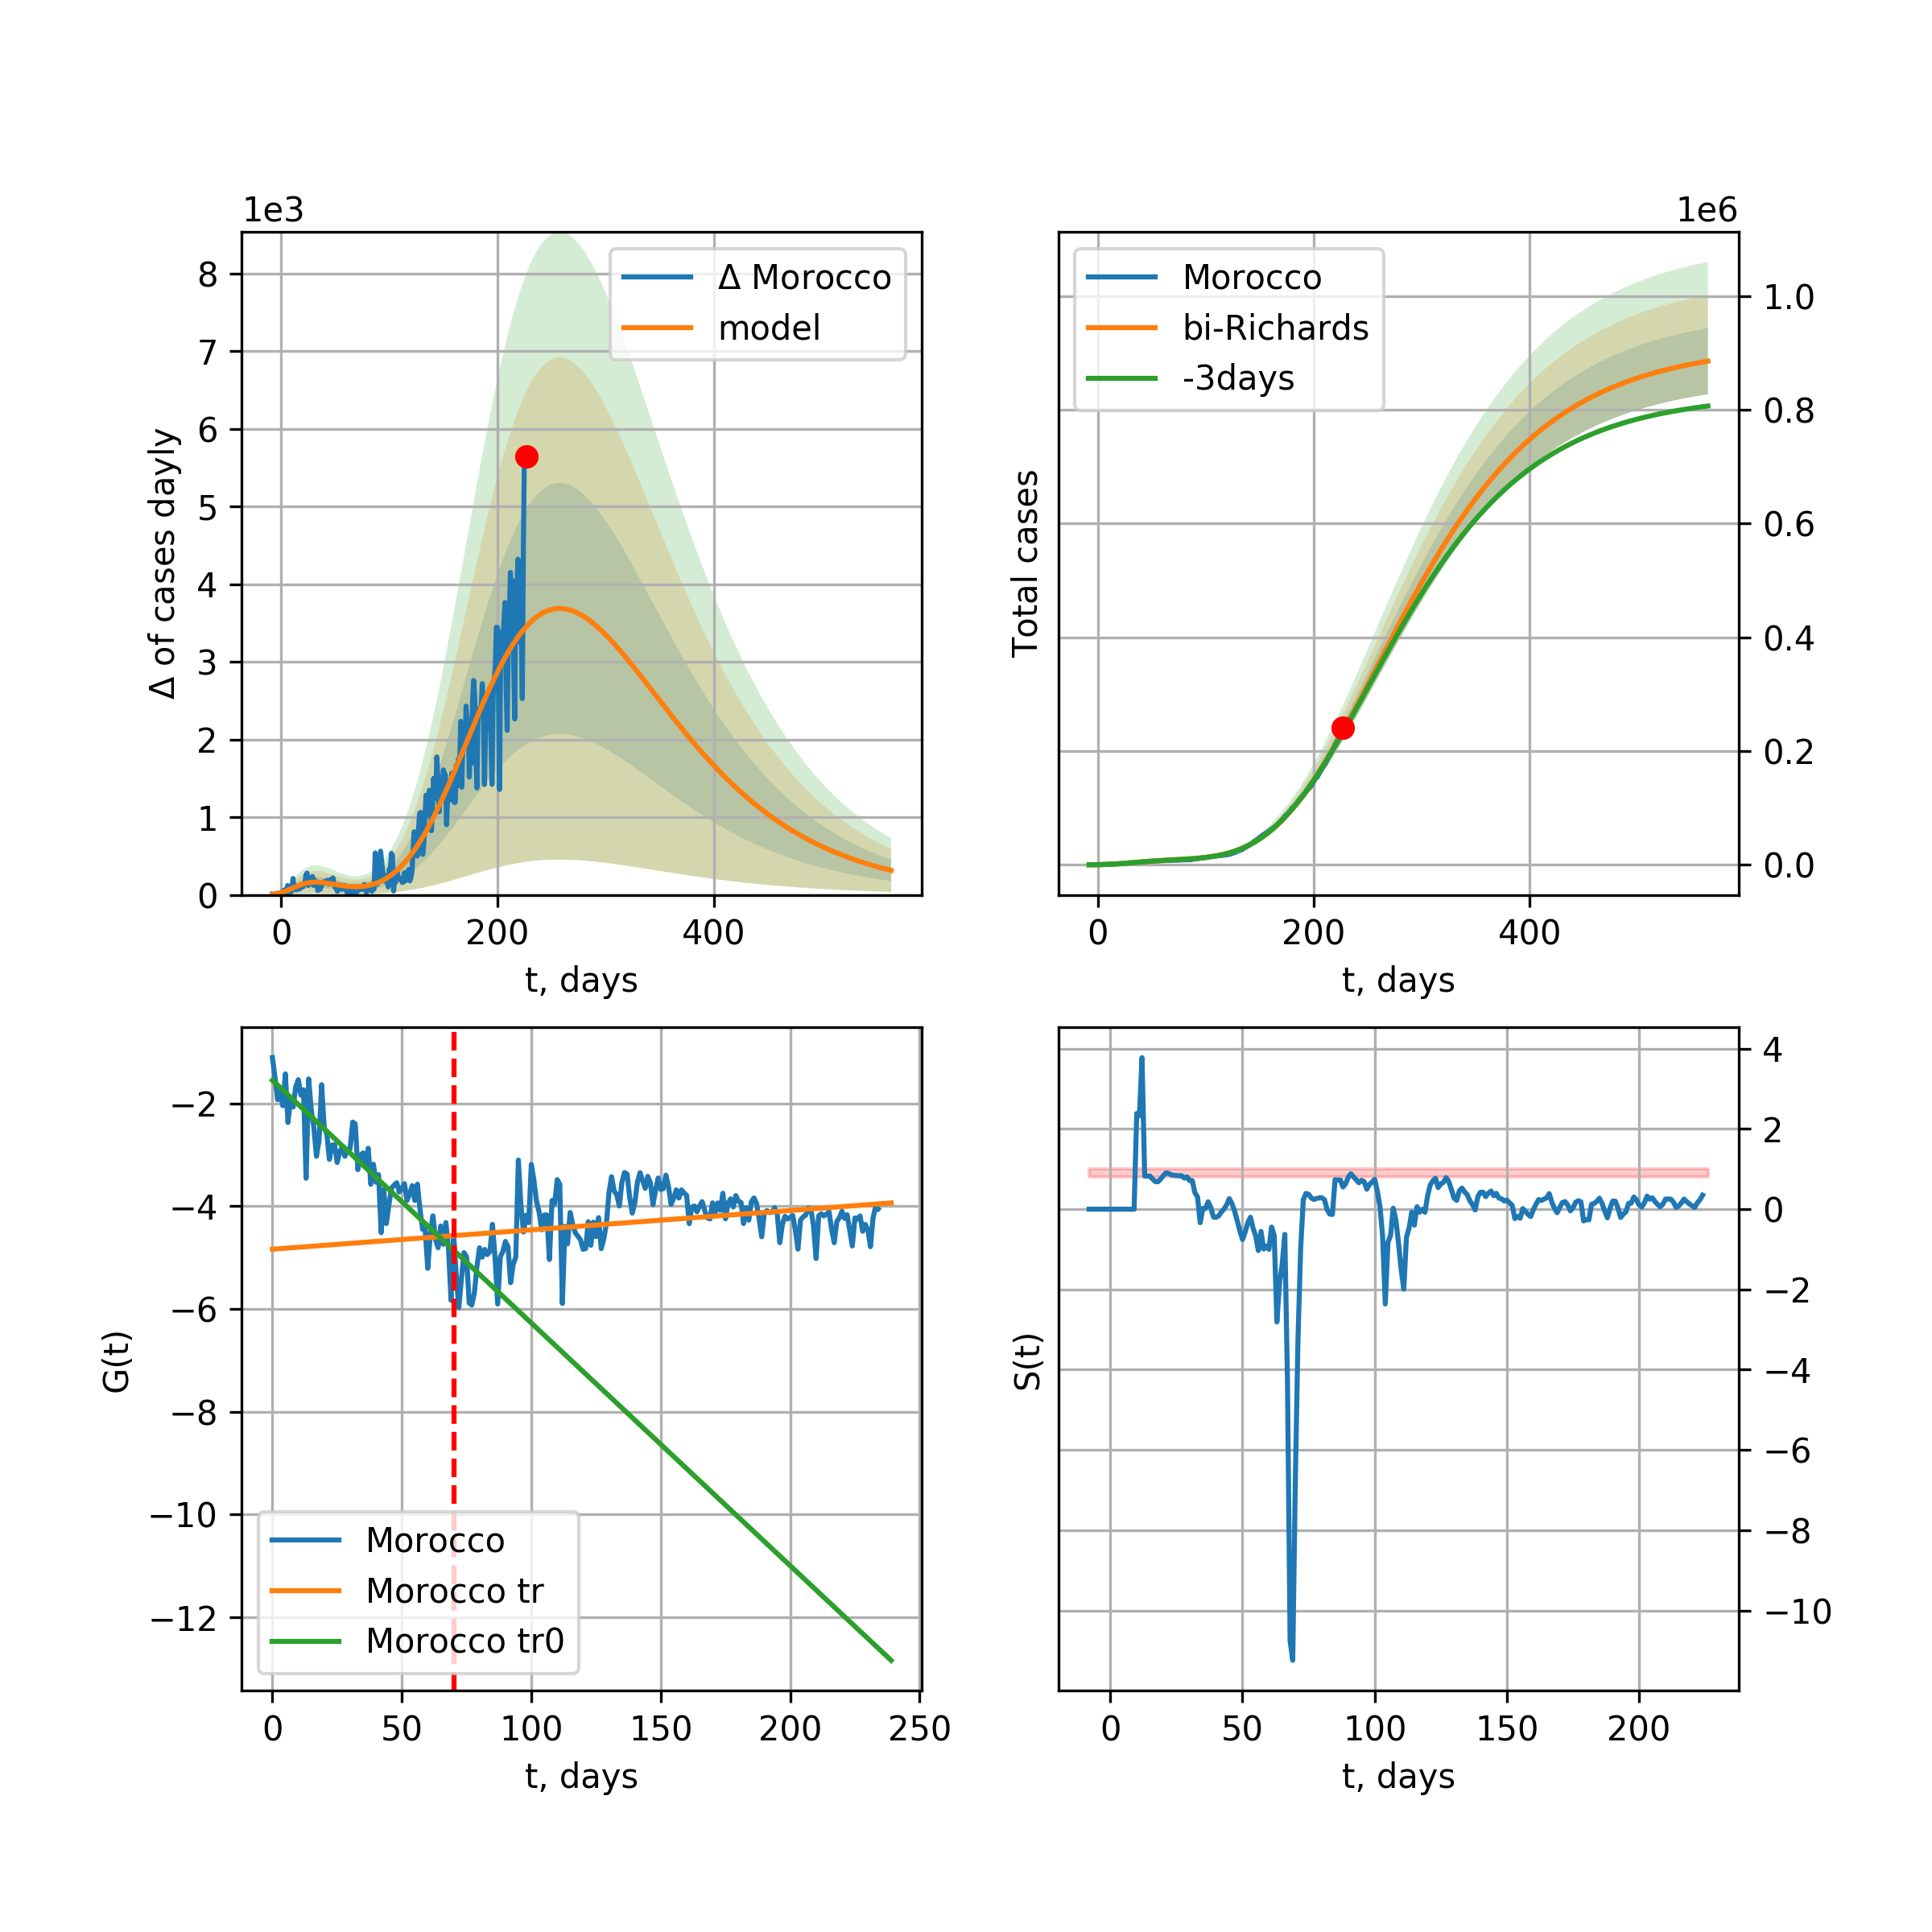 1e3
Δ of cases dayly
8
7
6
5
4
3
2
1
0
0 200 400
t, days
Δ Morocco
model
1e6
Total cases
Morocco
bi-Richards
-3days
1.0
0.8
0.6
0.4
0.2
0.0
0 200 400
t, days
G(t)
−2
−4
−6
−8
−10
−12
Morocco
Morocco tr
Morocco tr0
0 50 100 150 200 250
t, days
S(t)
4
2
0
−2
−4
−6
−8
−10
0 50 100 150 200
t, days